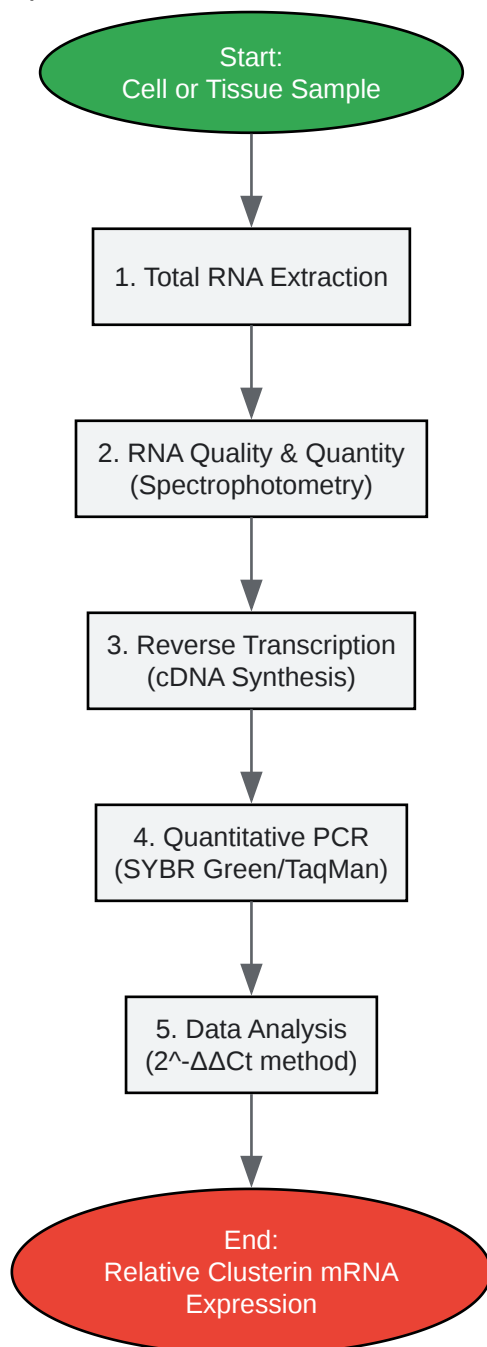 Start:
Cell or Tissue Sample
1. Total RNA Extraction
2. RNA Quality & Quantity
(Spectrophotometry)
3. Reverse Transcription
(cDNA Synthesis)
4. Quantitative PCR
(SYBR Green/TaqMan)
5. Data Analysis
(2^-ΔΔCt method)
End:
Relative Clusterin mRNA
Expression